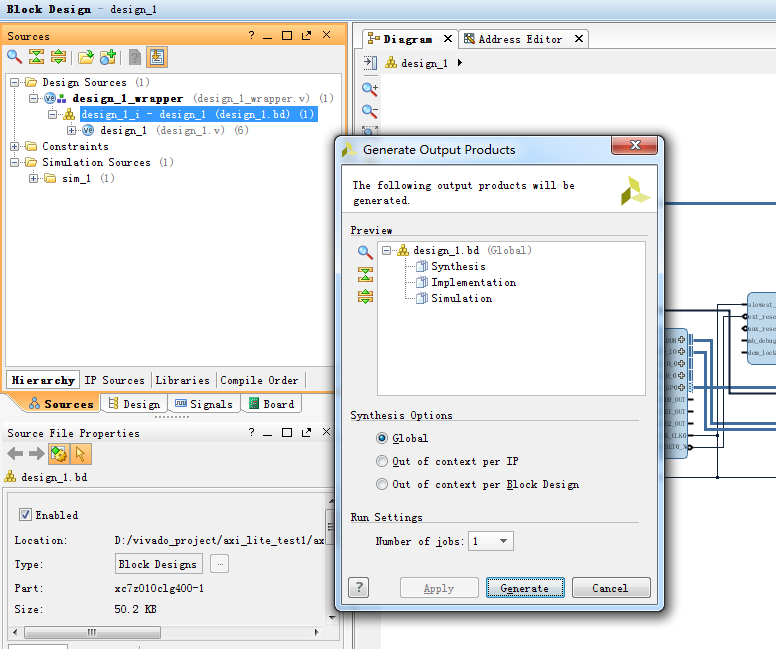 Block Design - design_1
Sources
Design Sources (1)
design_1_wrapper (design_1_wrapper.v) (1)
design_1_i - design_1 (design_1.bd) (1)
design_1 (design_1.v) (6)
Constraints
Simulation Sources (1)
sim_1 (1)
Hierarchy IP Sources Libraries Compile Order
Sources Design Signals Board
Source File Properties
design_1.bd
Enabled
Location: D:/vivado_project/axi_lite_test1/ax
Type: Block Designs ...
Part: xc7z010clg400-1
Size: 50.2 KB
Diagram Address Editor
design_1
Generate Output Products
The following output products will be
generated.
Preview
design_1.bd (Global)
Synthesis
Implementation
Simulation
Synthesis Options
Global
Out of context per IP
Out of context per Block Design
Run Settings
Number of jobs: 1
? Apply Generate Cancel
slowest_
ext_rese
aux_rese
mb_debug
dcm_lock